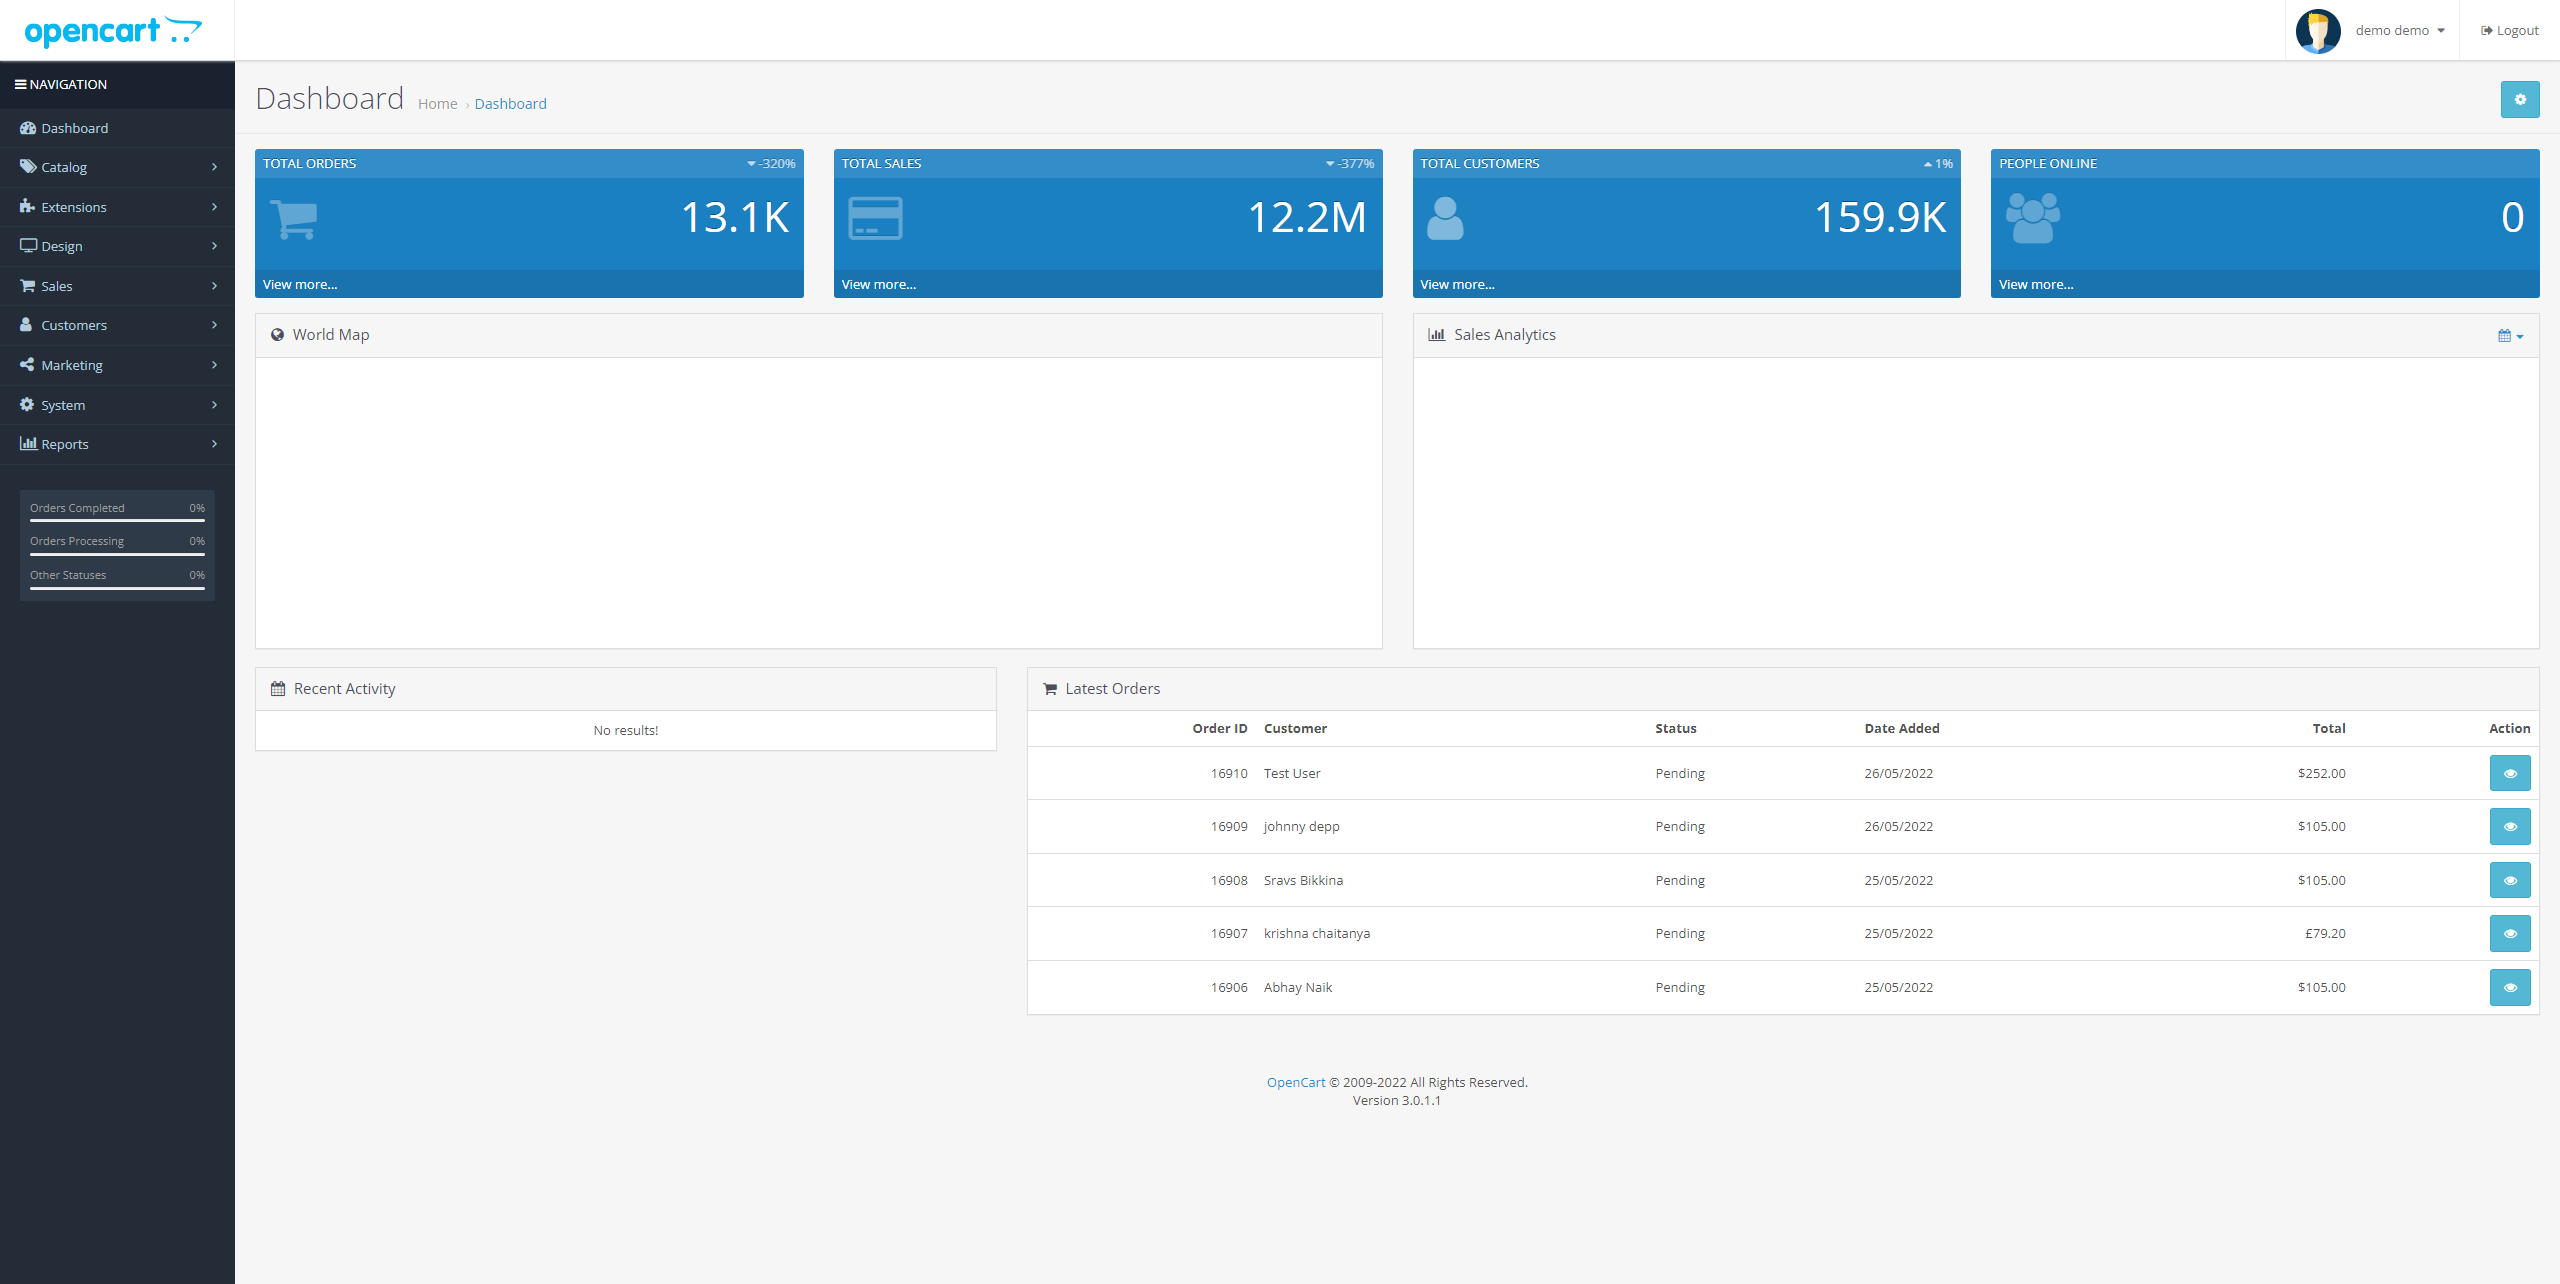 opencart
demo demo
Logout
NAVIGATION
Dashboard
Catalog
Extensions
Design
Sales
Customers
Marketing
System
Reports
Orders Completed 0%
Orders Processing 0%
Other Statuses 0%
Dashboard Home › Dashboard
TOTAL ORDERS -320%
13.1K
View more...
TOTAL SALES -377%
12.2M
View more...
TOTAL CUSTOMERS 1%
159.9K
View more...
PEOPLE ONLINE
0
View more...
World Map
Sales Analytics
Recent Activity
No results!
Latest Orders
Order ID Customer Status Date Added Total Action
16910 Test User Pending 26/05/2022 $252.00
16909 johnny depp Pending 26/05/2022 $105.00
16908 Sravs Bikkina Pending 25/05/2022 $105.00
16907 krishna chaitanya Pending 25/05/2022 £79.20
16906 Abhay Naik Pending 25/05/2022 $105.00
OpenCart © 2009-2022 All Rights Reserved.
Version 3.0.1.1